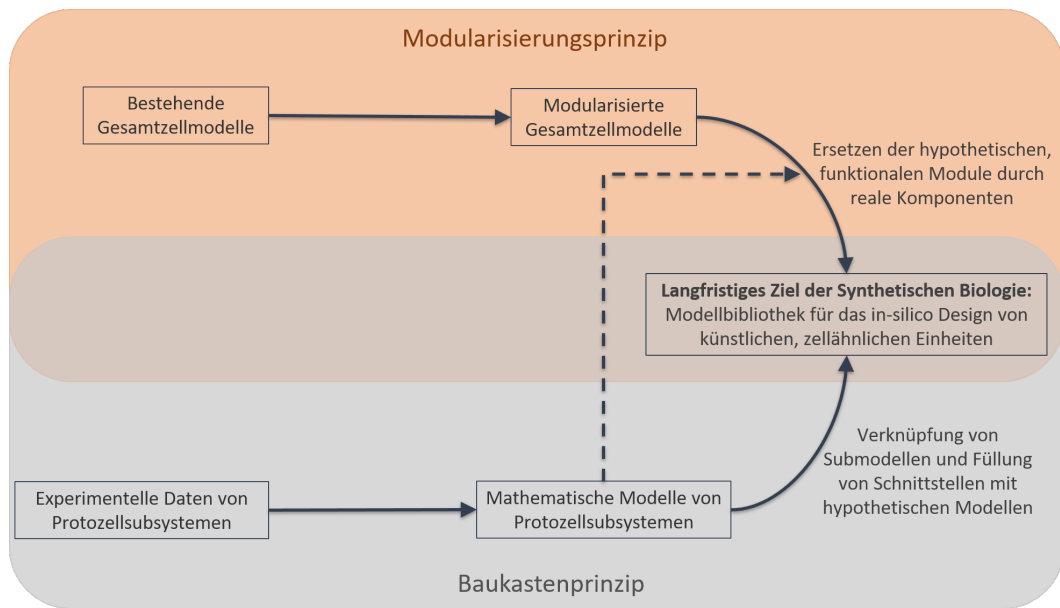 Modularisierungsprinzip
Bestehende
Gesamtzellmodelle
Modularisierte
Gesamtzellmodelle
Ersetzen der hypothetischen,
funktionalen Module durch
reale Komponenten
Langfristiges Ziel der Synthetischen Biologie:
Modellbibliothek für das in-silico Design von
künstlichen, zellähnlichen Einheiten
Verknüpfung von
Submodellen und Füllung
von Schnittstellen mit
hypothetischen Modellen
Experimentelle Daten von
Protozellsubsystemen
Mathematische Modelle von
Protozellsubsystemen
Baukastenprinzip